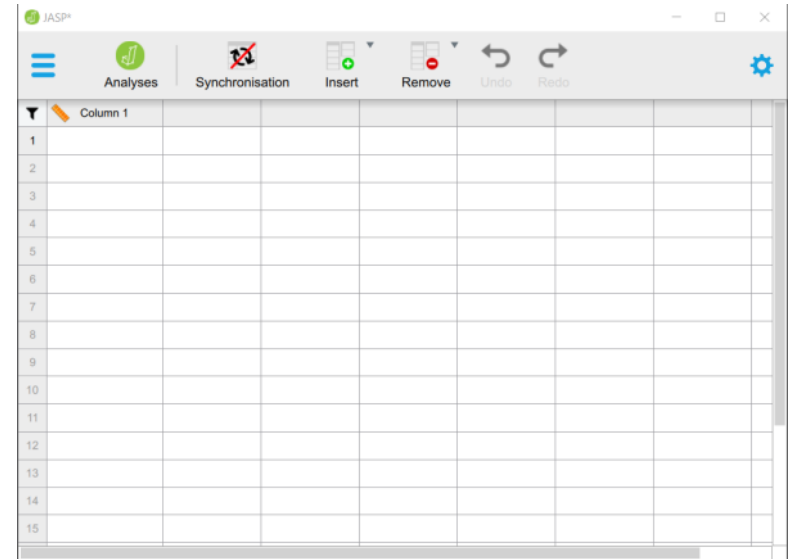 JASP*
Analyses
Synchronisation
Insert
Remove
Undo
Redo
Column 1
1
2
3
4
5
6
7
8
9
10
11
12
13
14
15